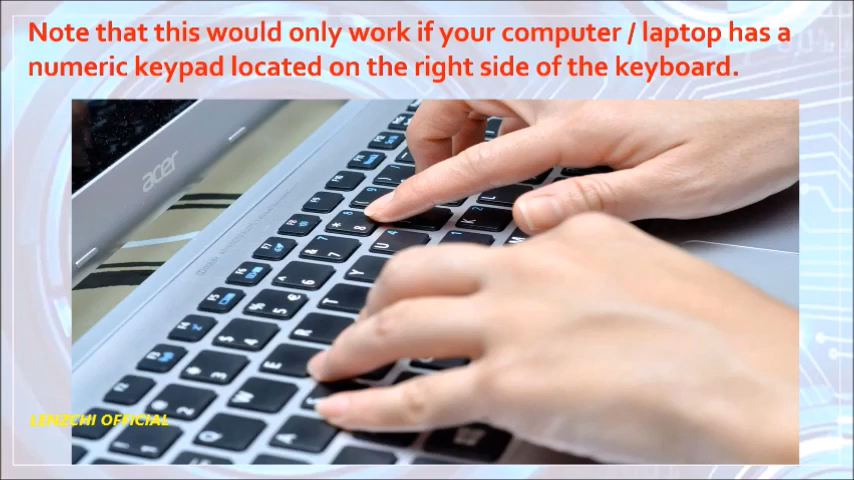 Note that this would only work if your computer / laptop has a
numeric keypad located on the right side of the keyboard.
acer
LENZCHI OFFICIAL